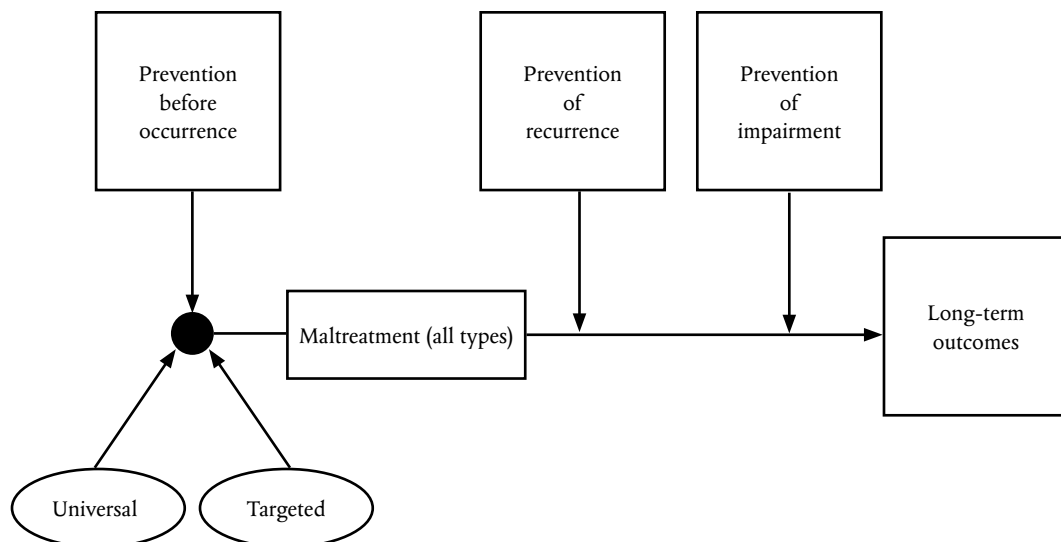 Prevention
before
occurrence
Prevention
of
recurrence
Prevention
of
impairment
Maltreatment (all types)
Long-term
outcomes
Universal
Targeted